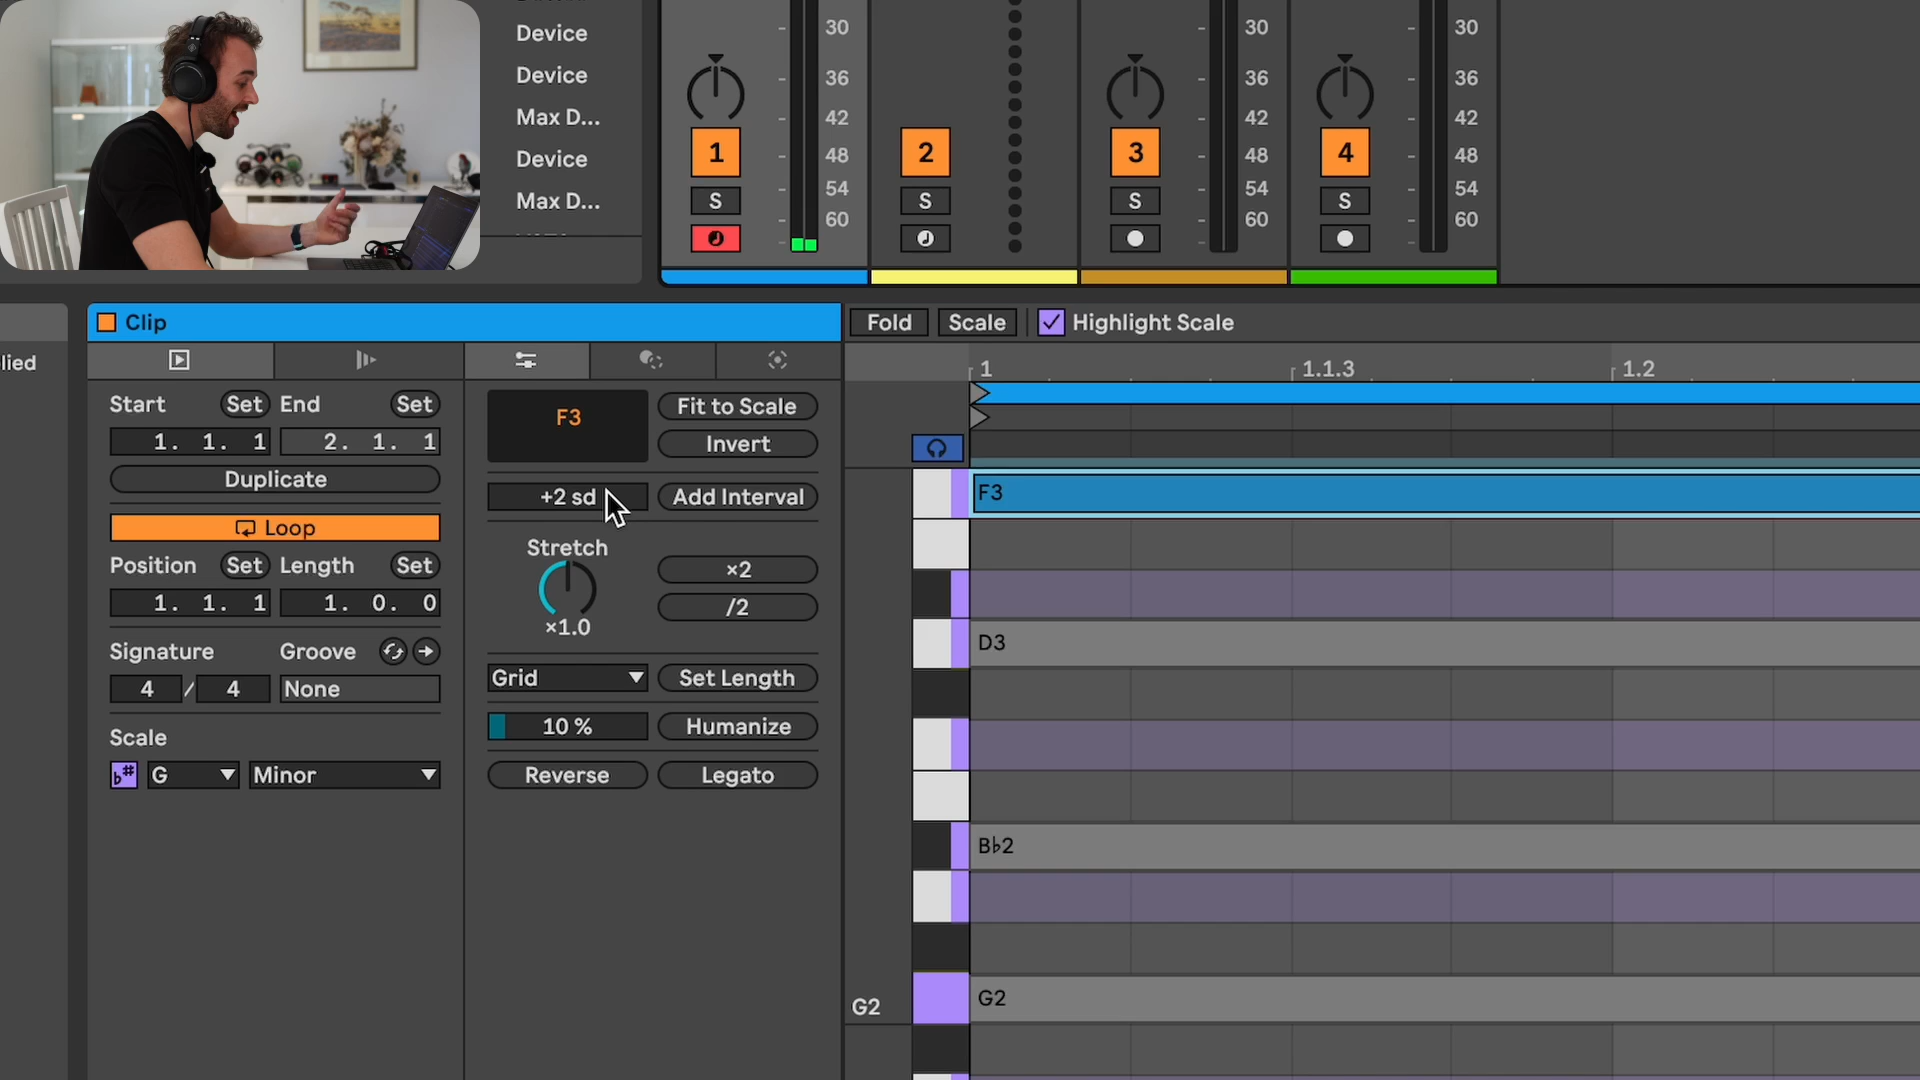 Device
Device
Max D...
Device
Max D...
30
36
42
48
54
60
1
S
2
S
30
36
42
48
54
60
3
S
30
36
42
48
54
60
4
S
lied
Clip
Start Set End Set
1. 1. 1 2. 1. 1
Duplicate
Loop
Position Set Length Set
1. 1. 1 1. 0. 0
Signature Groove
4 / 4 None
Scale
♭# G Minor
F3
Fit to Scale
Invert
+2 sd Add Interval
Stretch
×1.0
×2
/2
Grid Set Length
10 % Humanize
Reverse Legato
Fold Scale Highlight Scale
1 1.1.3 1.2
F3
D3
B♭2
G2 G2